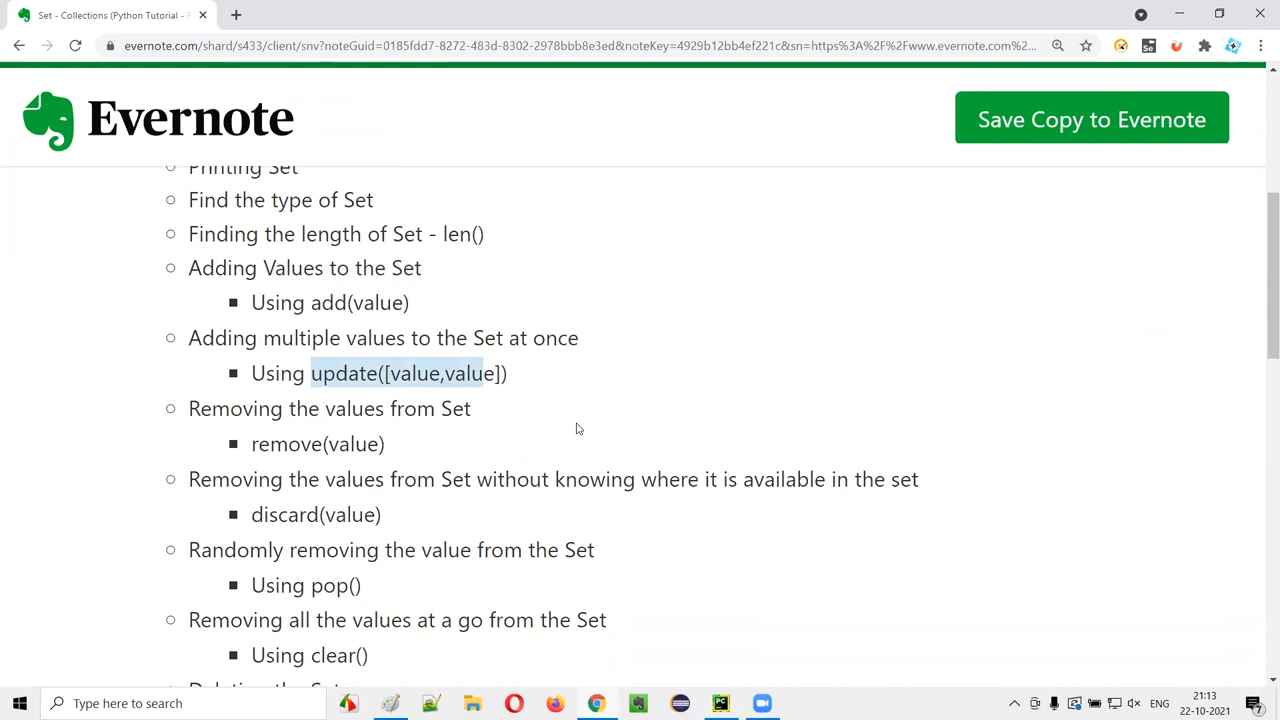 Set - Collections (Python Tutorial - F
evernote.com/shard/s433/client/snv?noteGuid=0185fdd7-8272-483d-8302-2978bbb8e3ed&noteKey=4929b12bb46f221c&sn=https%3A%2F%2Fwww.evernote.com%2...
Evernote
Save Copy to Evernote
Printing Set
Find the type of Set
Finding the length of Set - len()
Adding Values to the Set
Using add(value)
Adding multiple values to the Set at once
Using update([value,value])
Removing the values from Set
remove(value)
Removing the values from Set without knowing where it is available in the set
discard(value)
Randomly removing the value from the Set
Using pop()
Removing all the values at a go from the Set
Using clear()
Deleting the Set
Type here to search
ENG
21:13
22-10-2021
7